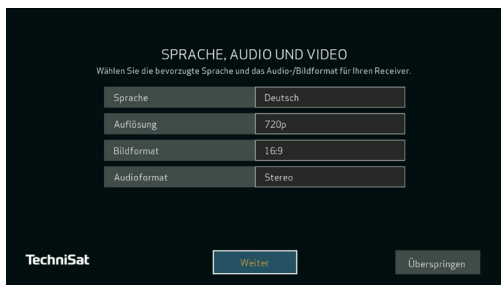 SPRACHE, AUDIO UND VIDEO
Wählen Sie die bevorzugte Sprache und das Audio-/Bildformat für Ihren Receiver.
Sprache Deutsch
Auflösung 720p
Bildformat 16:9
Audioformat Stereo
TechniSat Weiter Überspringen